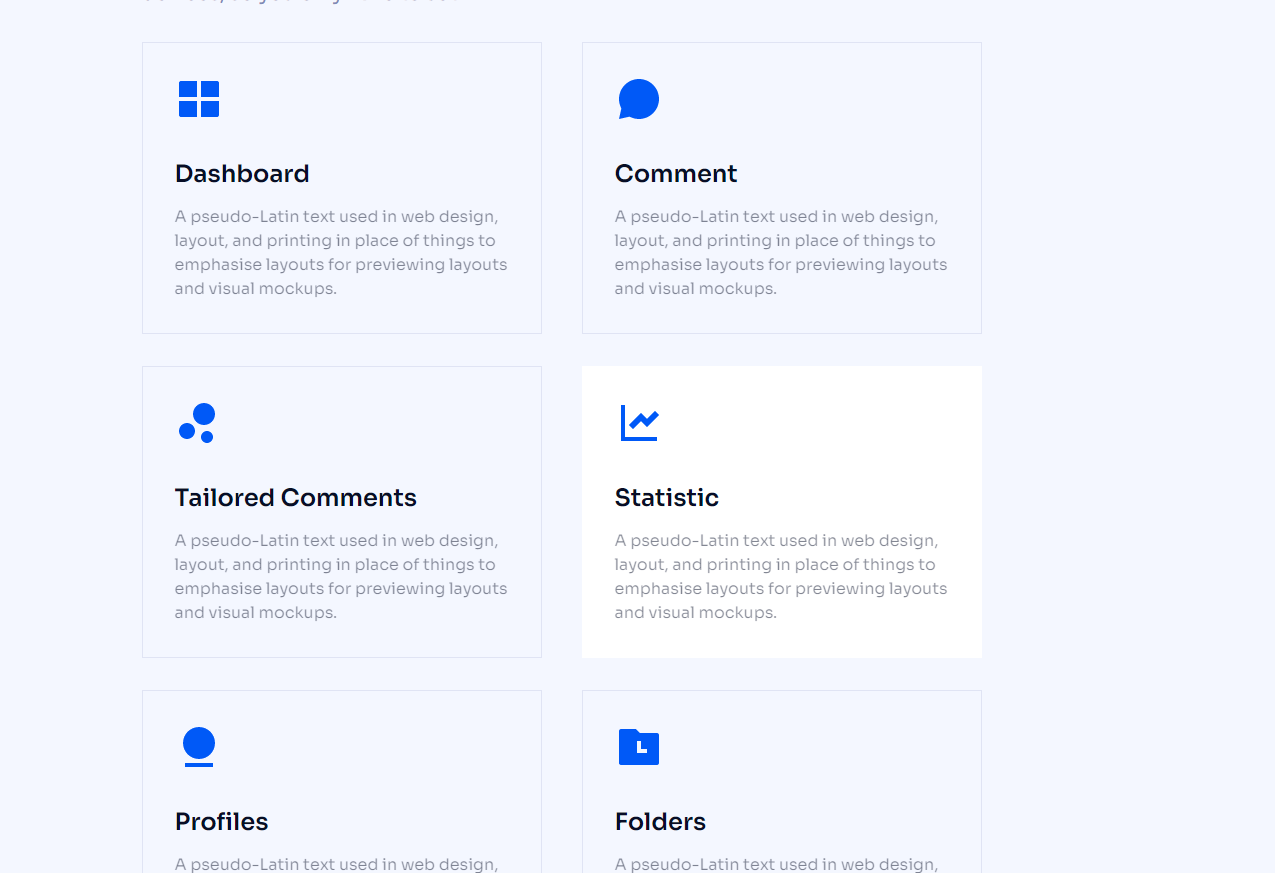 Dashboard
A pseudo-Latin text used in web design,
layout, and printing in place of things to
emphasise layouts for previewing layouts
and visual mockups.
Comment
A pseudo-Latin text used in web design,
layout, and printing in place of things to
emphasise layouts for previewing layouts
and visual mockups.
Tailored Comments
A pseudo-Latin text used in web design,
layout, and printing in place of things to
emphasise layouts for previewing layouts
and visual mockups.
Statistic
A pseudo-Latin text used in web design,
layout, and printing in place of things to
emphasise layouts for previewing layouts
and visual mockups.
Profiles
A pseudo-Latin text used in web design,
Folders
A pseudo-Latin text used in web design,